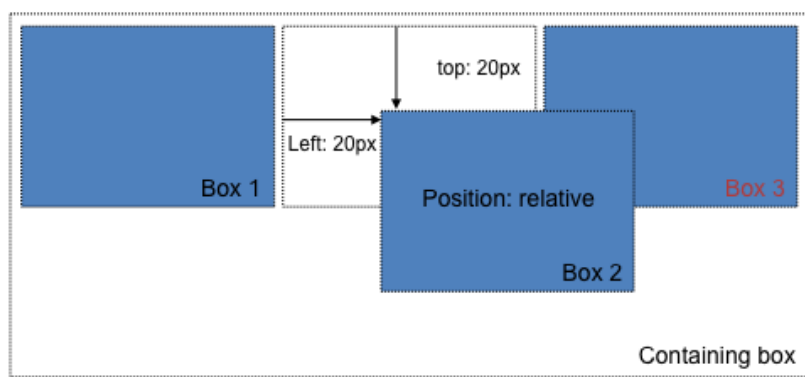 top: 20px
Left: 20px
Box 1
Position: relative
Box 3
Box 2
Containing box